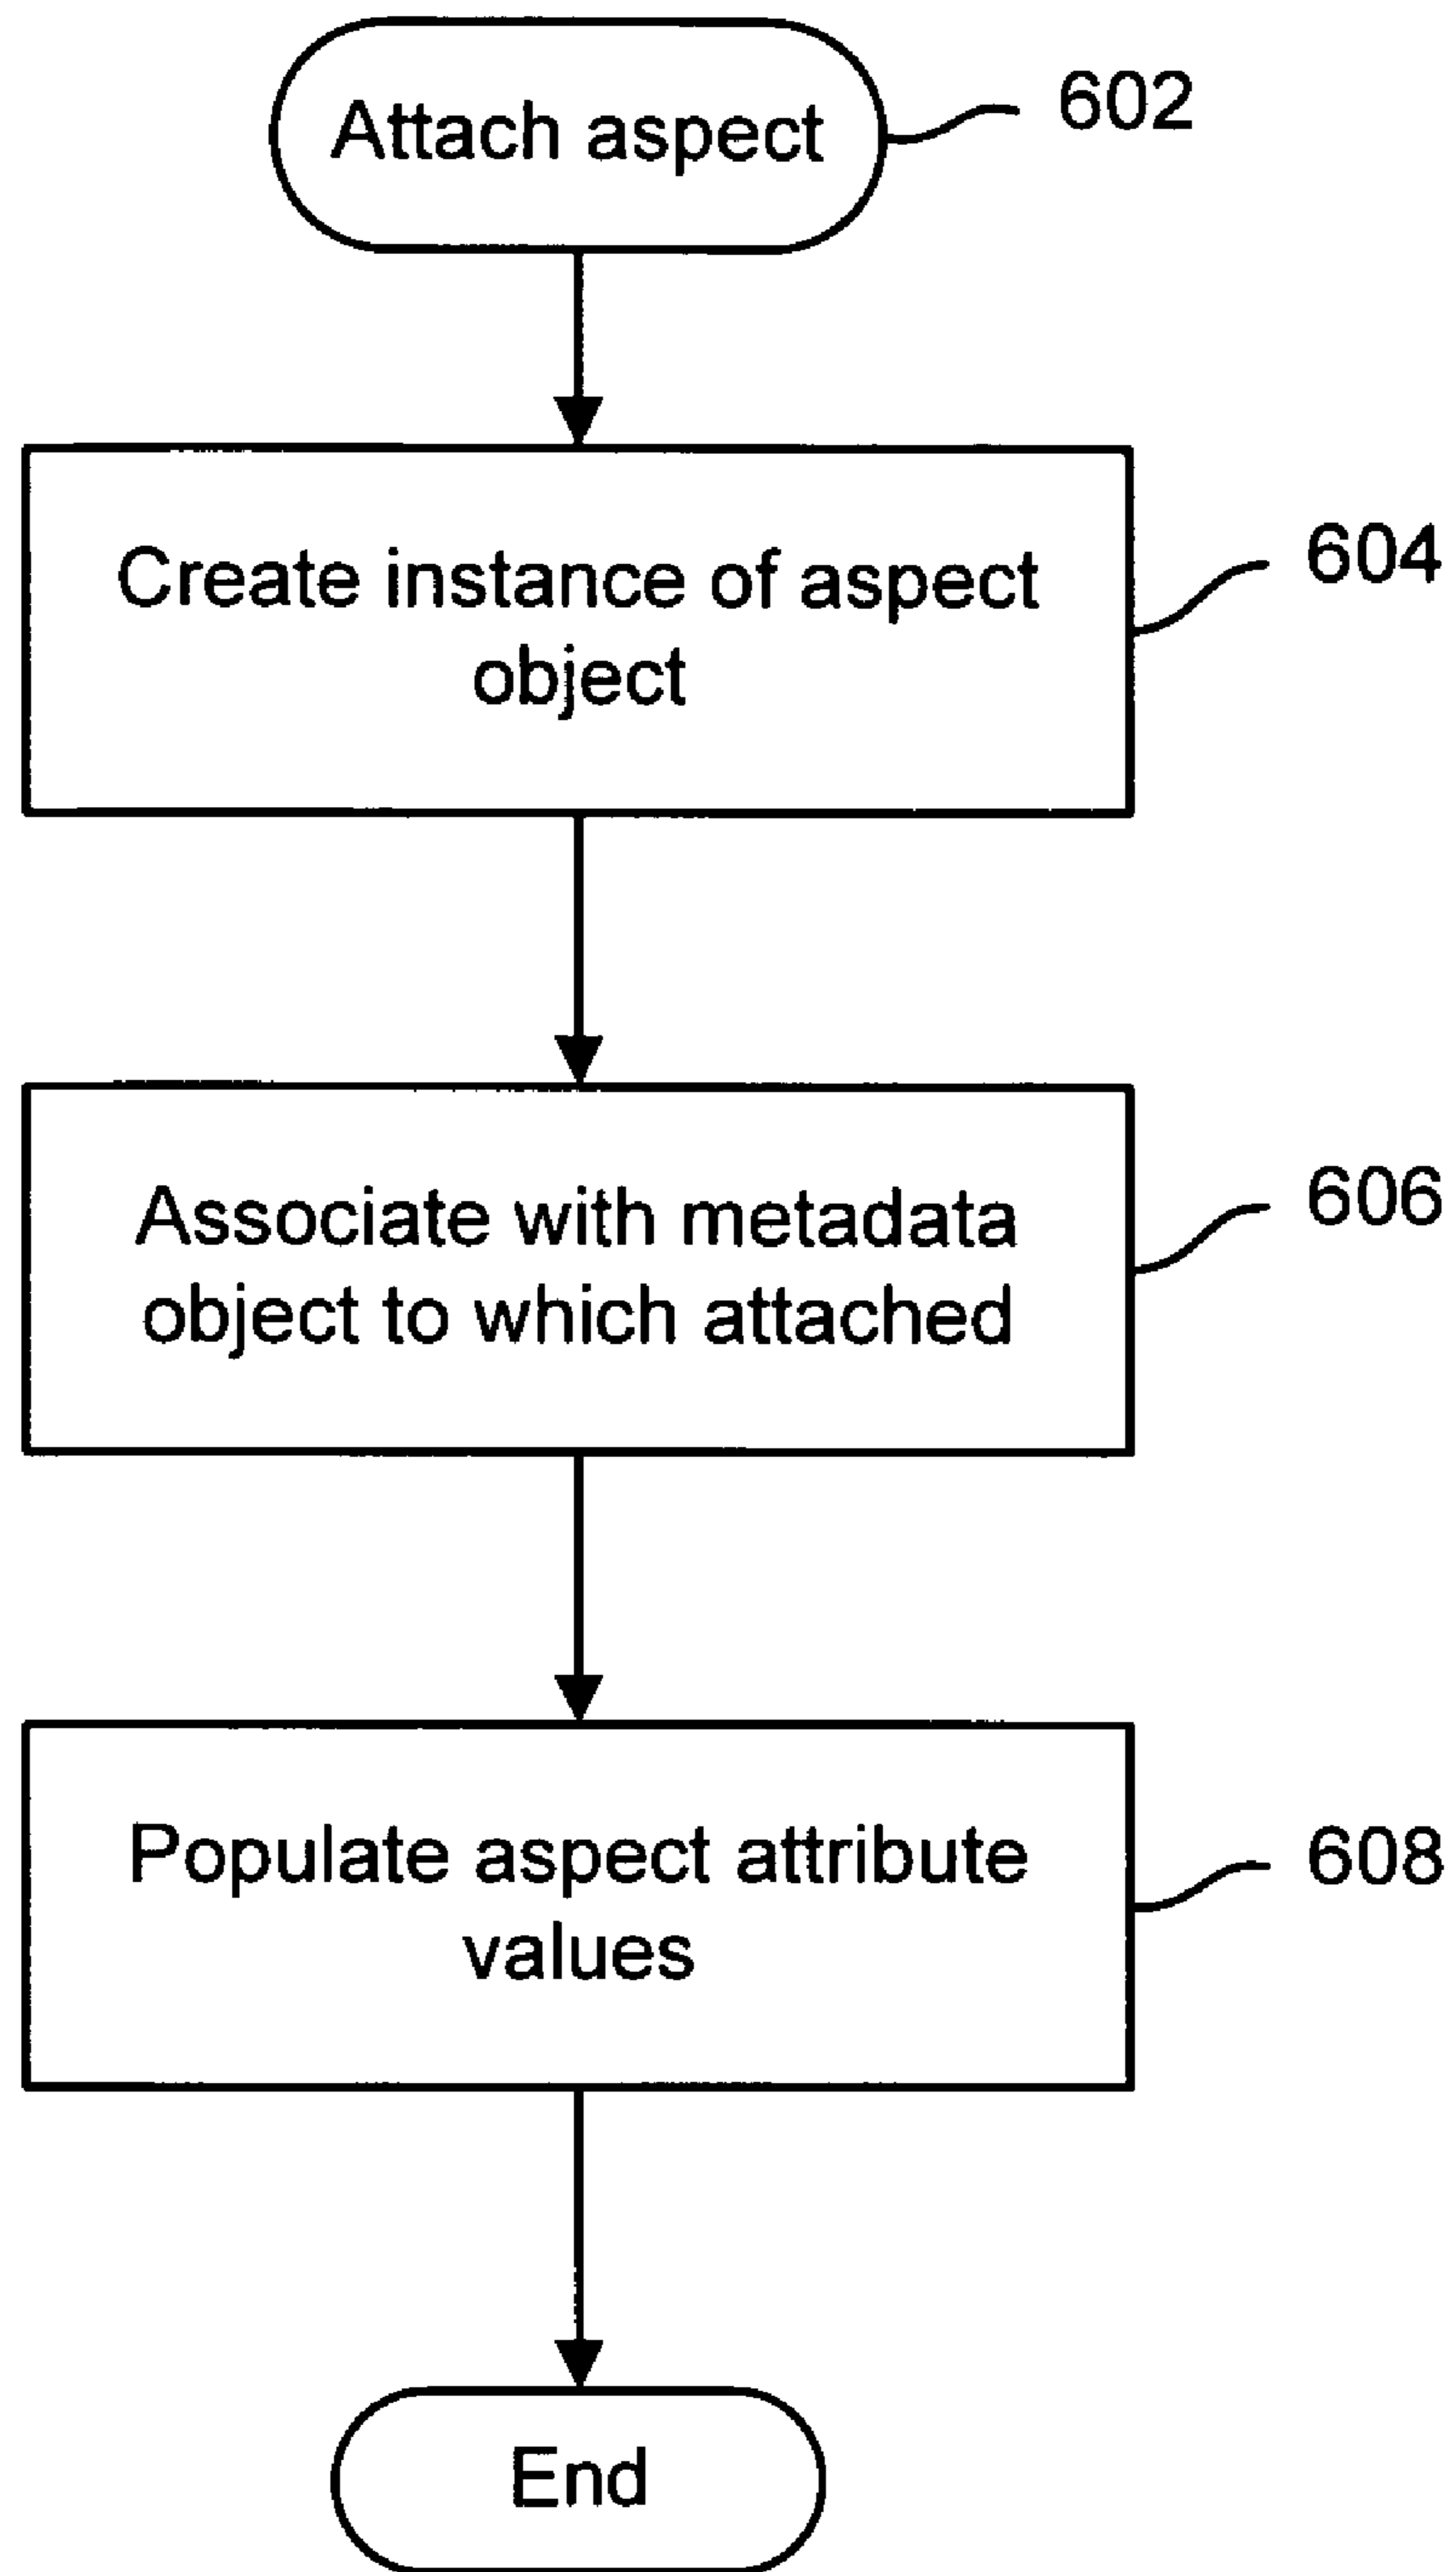 Attach aspect
602
Create instance of aspect
object
604
Associate with metadata
object to which attached
606
Populate aspect attribute
values
608
End